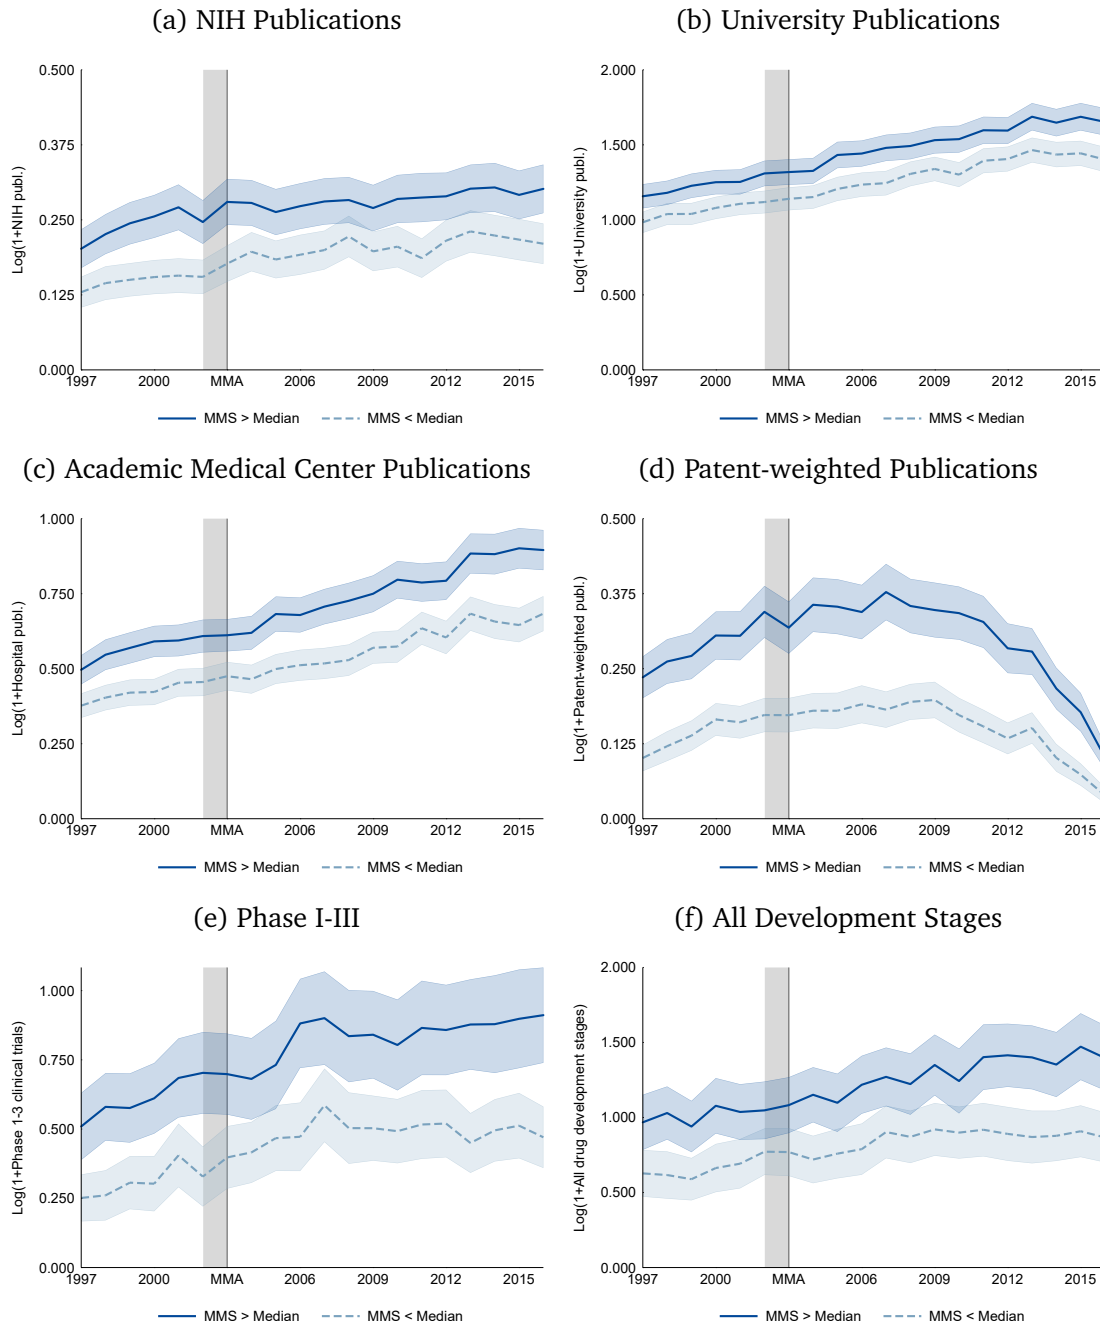 (a) NIH Publications
0.500
0.375
0.250
0.125
0.000
Log(1+NIH publ.)
1997 2000 MMA 2006 2009 2012 2015
MMS > Median MMS < Median
(b) University Publications
2.000
1.500
1.000
0.500
0.000
Log(1+University publ.)
1997 2000 MMA 2006 2009 2012 2015
MMS > Median MMS < Median
(c) Academic Medical Center Publications
1.000
0.750
0.500
0.250
0.000
Log(1+Hospital publ.)
1997 2000 MMA 2006 2009 2012 2015
MMS > Median MMS < Median
(d) Patent-weighted Publications
0.500
0.375
0.250
0.125
0.000
Log(1+Patent-weighted publ.)
1997 2000 MMA 2006 2009 2012 2015
MMS > Median MMS < Median
(e) Phase I-III
1.000
0.750
0.500
0.250
0.000
Log(1+Phase 1-3 clinical trials)
1997 2000 MMA 2006 2009 2012 2015
MMS > Median MMS < Median
(f) All Development Stages
2.000
1.500
1.000
0.500
0.000
Log(1+All drug development stages)
1997 2000 MMA 2006 2009 2012 2015
MMS > Median MMS < Median